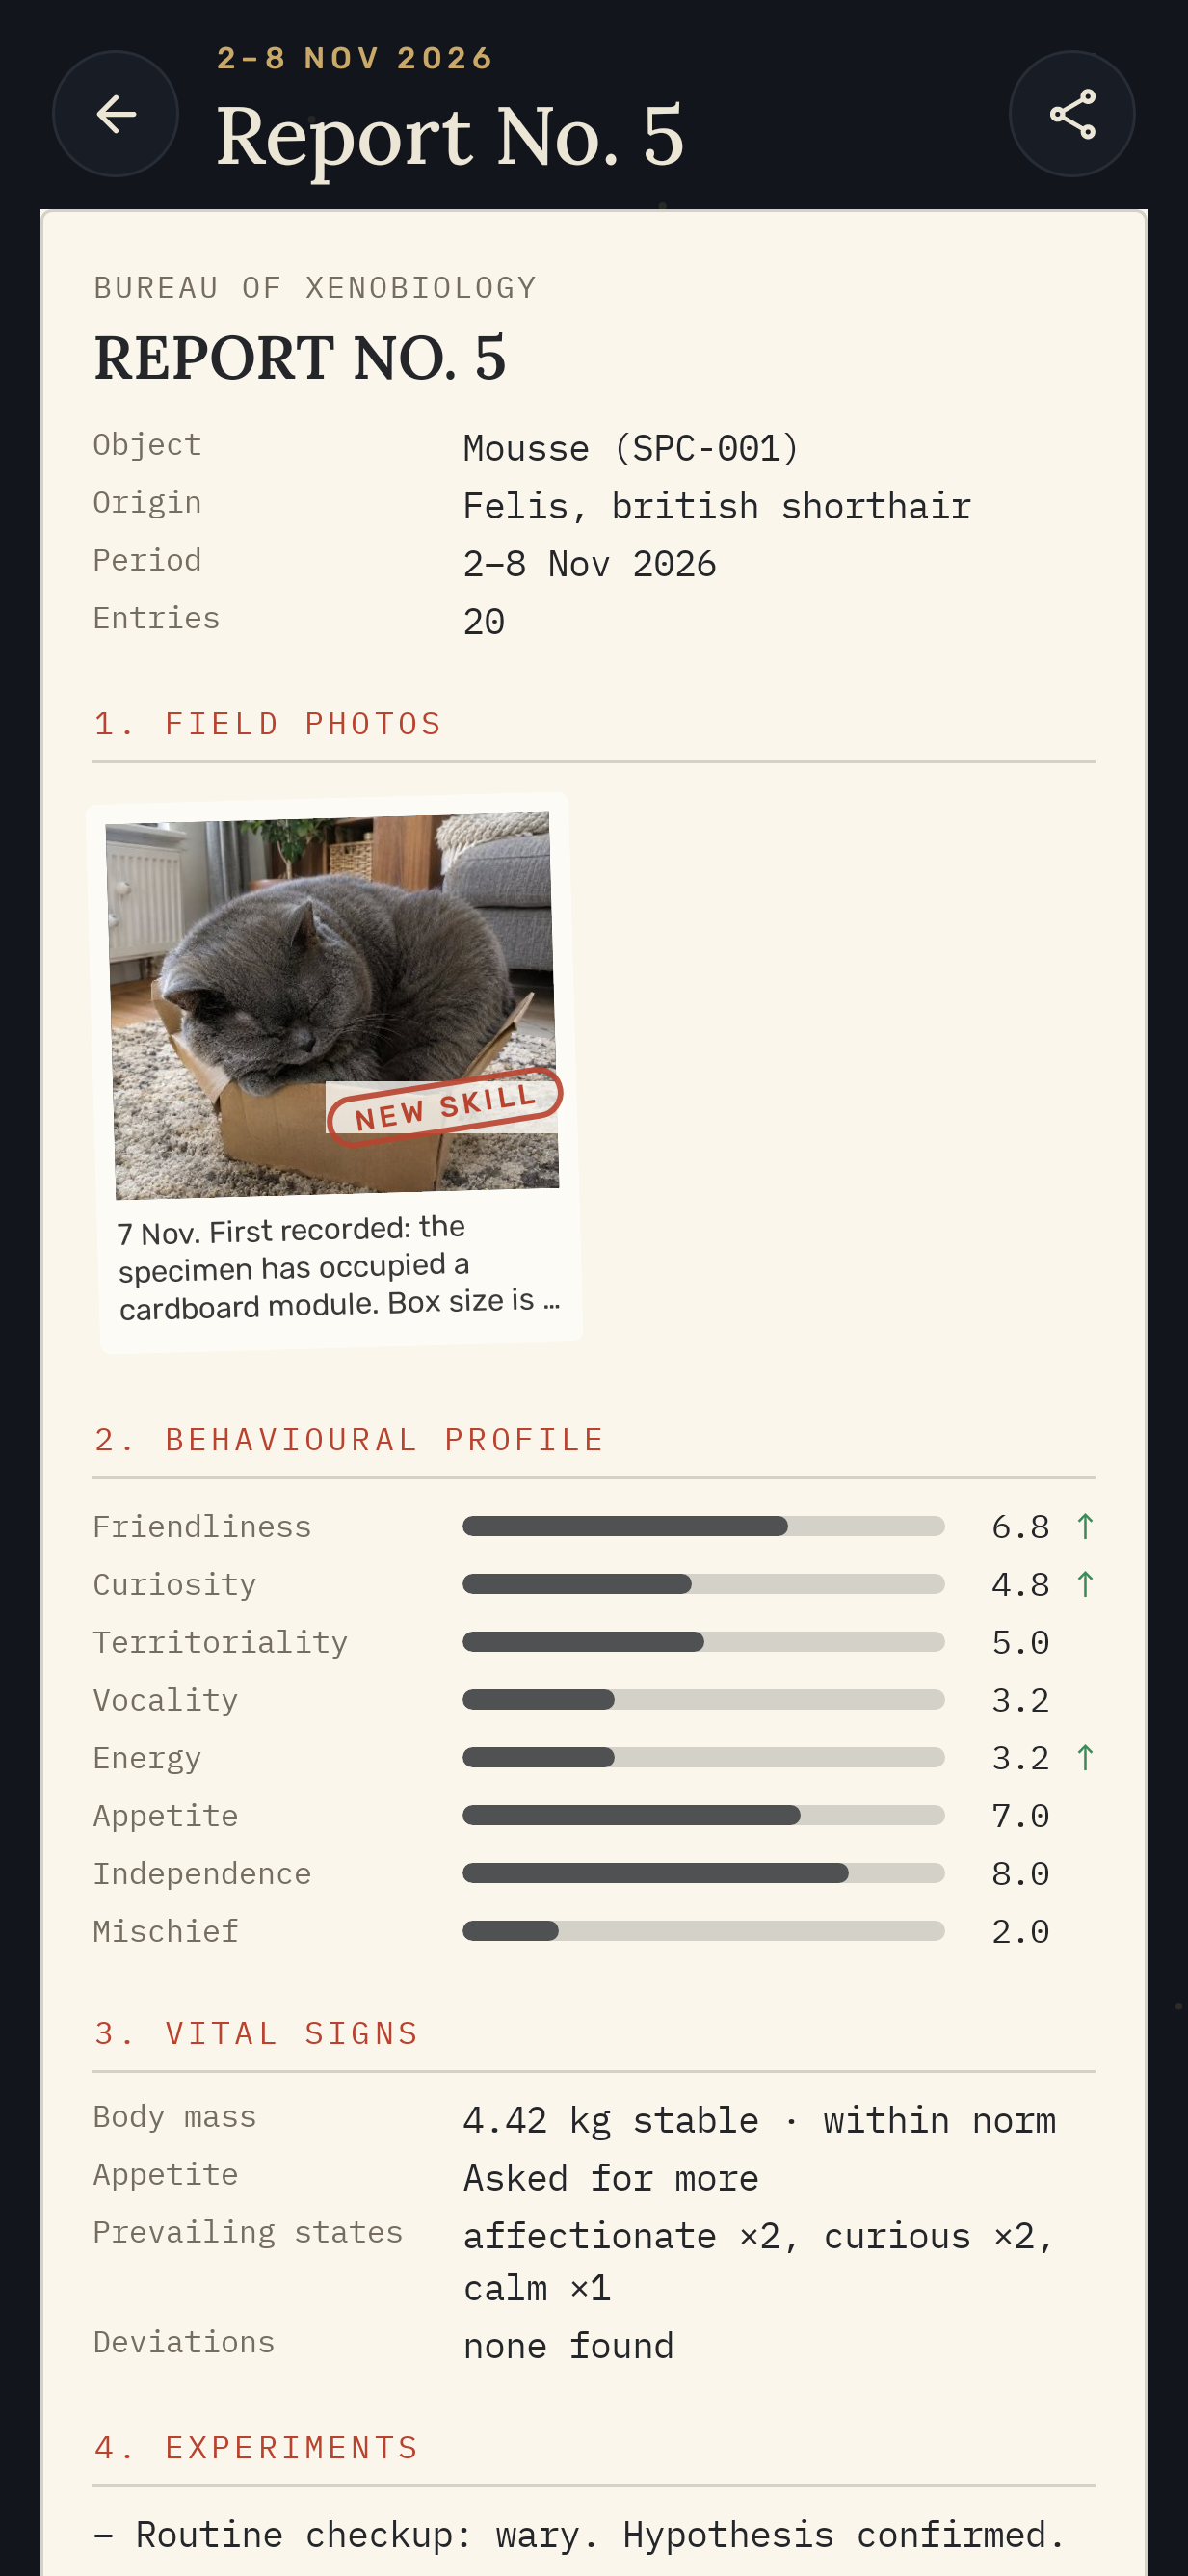 2–8 NOV 2026
Report No. 5
BUREAU OF XENOBIOLOGY
REPORT NO. 5
Object Mousse (SPC-001)
Origin Felis, british shorthair
Period 2–8 Nov 2026
Entries 20
1. FIELD PHOTOS
NEW SKILL
7 Nov. First recorded: the
specimen has occupied a
cardboard module. Box size is …
2. BEHAVIOURAL PROFILE
Friendliness 6.8 ↑
Curiosity 4.8 ↑
Territoriality 5.0
Vocality 3.2
Energy 3.2 ↑
Appetite 7.0
Independence 8.0
Mischief 2.0
3. VITAL SIGNS
Body mass 4.42 kg stable · within norm
Appetite Asked for more
Prevailing states affectionate ×2, curious ×2,
calm ×1
Deviations none found
4. EXPERIMENTS
– Routine checkup: wary. Hypothesis confirmed.